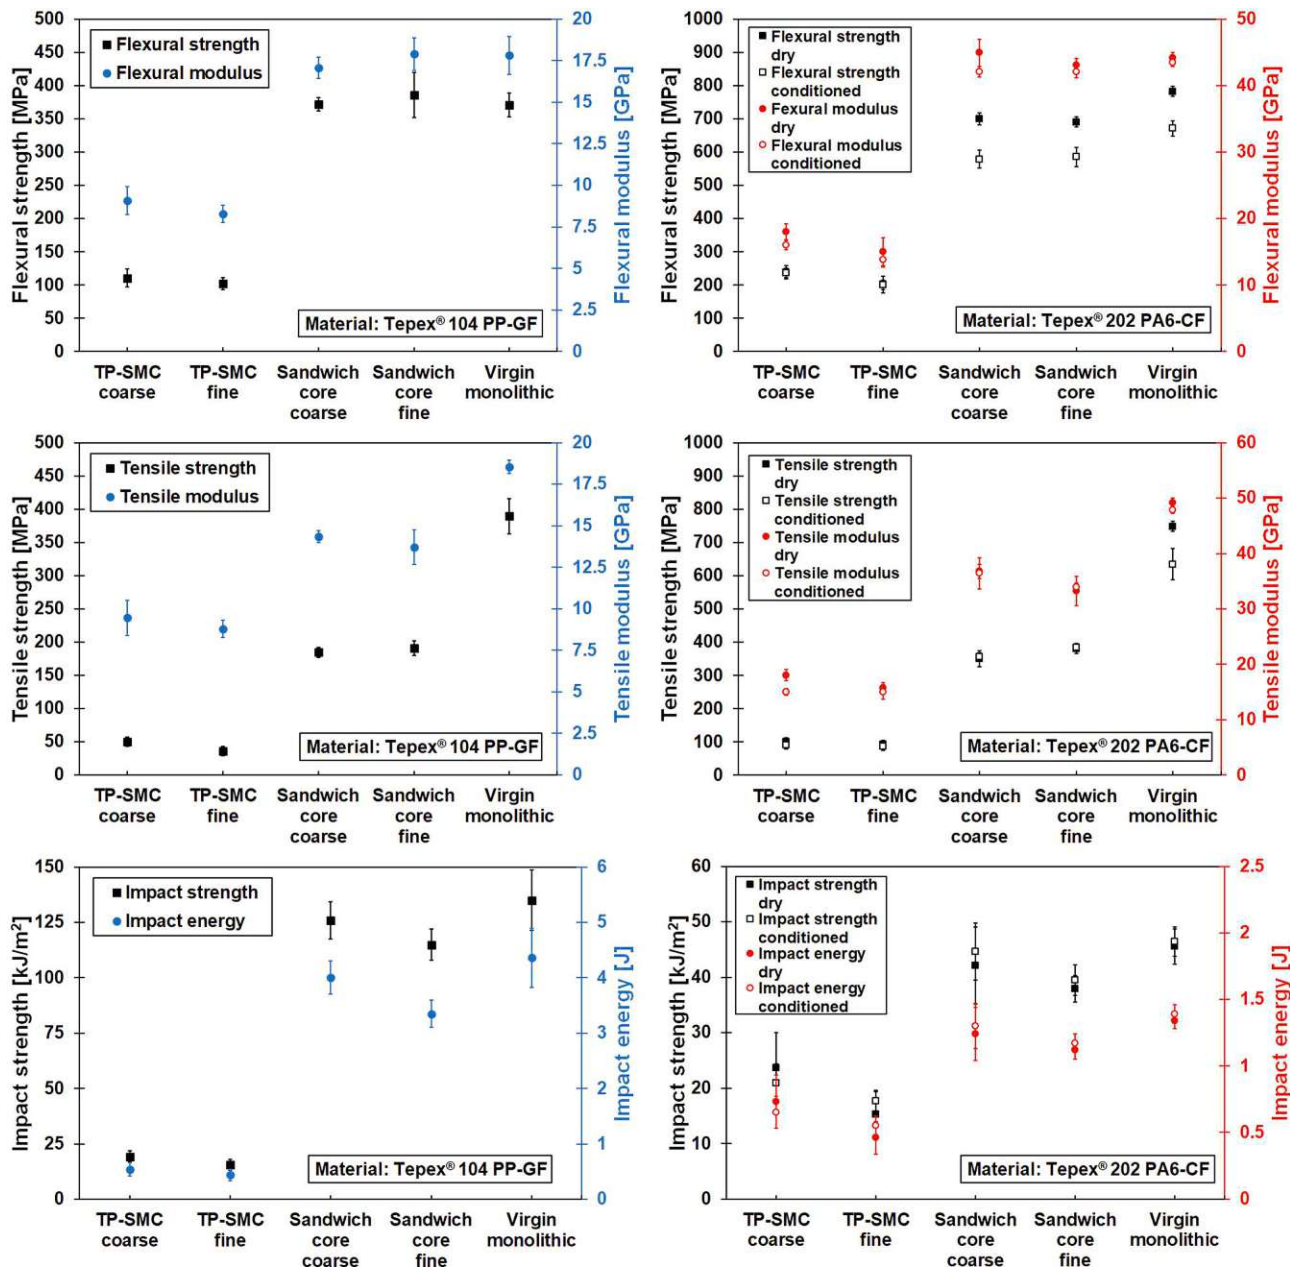 500
450
400
350
300
250
200
150
100
50
0
Flexural strength [MPa]
Flexural strength
Flexural modulus
20
17.5
15
12.5
10
7.5
5
2.5
0
Flexural modulus [GPa]
Material: Tepex® 104 PP-GF
TP-SMC
coarse
TP-SMC
fine
Sandwich
core
coarse
Sandwich
core
fine
Virgin
monolithic
1000
900
800
700
600
500
400
300
200
100
0
Flexural strength [MPa]
Flexural strength
dry
Flexural strength
conditioned
Fexural modulus
dry
Flexural modulus
conditioned
50
40
30
20
10
0
Flexural modulus [GPa]
Material: Tepex® 202 PA6-CF
TP-SMC
coarse
TP-SMC
fine
Sandwich
core
coarse
Sandwich
core
fine
Virgin
monolithic
500
450
400
350
300
250
200
150
100
50
0
Tensile strength [MPa]
Tensile strength
Tensile modulus
20
17.5
15
12.5
10
7.5
5
2.5
0
Tensile modulus [GPa]
Material: Tepex® 104 PP-GF
TP-SMC
coarse
TP-SMC
fine
Sandwich
core
coarse
Sandwich
core
fine
Virgin
monolithic
1000
900
800
700
600
500
400
300
200
100
0
Tensile strength [MPa]
Tensile strength
dry
Tensile strength
conditioned
Tensile modulus
dry
Tensile modulus
conditioned
60
50
40
30
20
10
0
Tensile modulus [GPa]
Material: Tepex® 202 PA6-CF
TP-SMC
coarse
TP-SMC
fine
Sandwich
core
coarse
Sandwich
core
fine
Virgin
monolithic
150
125
100
75
50
25
0
Impact strength [kJ/m²]
Impact strength
Impact energy
6
5
4
3
2
1
0
Impact energy [J]
Material: Tepex® 104 PP-GF
TP-SMC
coarse
TP-SMC
fine
Sandwich
core
coarse
Sandwich
core
fine
Virgin
monolithic
60
50
40
30
20
10
0
Impact strength [kJ/m²]
Impact strength
dry
Impact strength
conditioned
Impact energy
dry
Impact energy
conditioned
2.5
2
1.5
1
0.5
0
Impact energy [J]
Material: Tepex® 202 PA6-CF
TP-SMC
coarse
TP-SMC
fine
Sandwich
core
coarse
Sandwich
core
fine
Virgin
monolithic